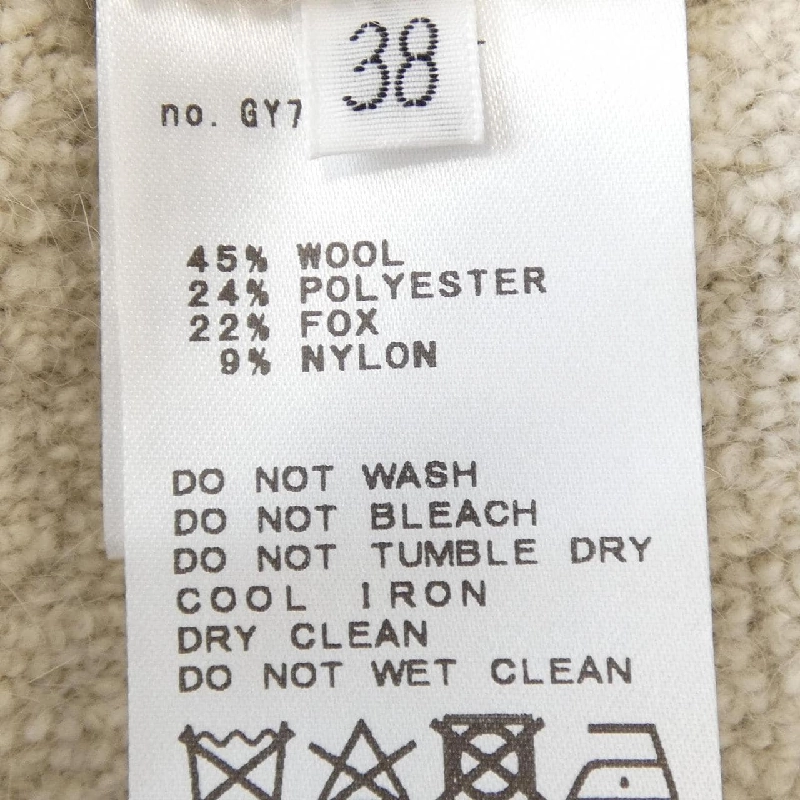 38
no. GY7
45% WOOL
24% POLYESTER
22% FOX
9% NYLON
DO NOT WASH
DO NOT BLEACH
DO NOT TUMBLE DRY
COOL IRON
DRY CLEAN
DO NOT WET CLEAN